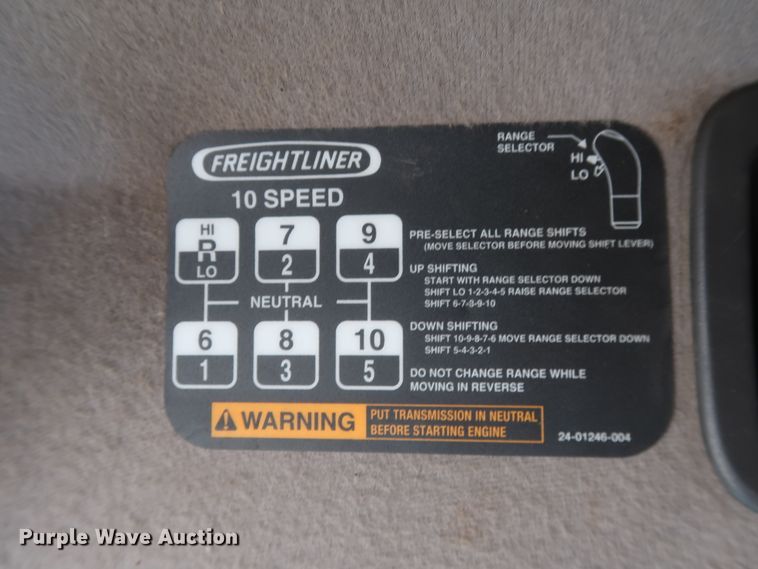 FREIGHTLINER
10 SPEED
RANGE
SELECTOR
HI
LO
HI
R
LO
7
2
9
4
NEUTRAL
6
1
8
3
10
5
PRE-SELECT ALL RANGE SHIFTS
(MOVE SELECTOR BEFORE MOVING SHIFT LEVER)
UP SHIFTING
START WITH RANGE SELECTOR DOWN
SHIFT LO 1-2-3-4-5 RAISE RANGE SELECTOR
SHIFT 6-7-8-9-10
DOWN SHIFTING
SHIFT 10-9-8-7-6 MOVE RANGE SELECTOR DOWN
SHIFT 5-4-3-2-1
DO NOT CHANGE RANGE WHILE
MOVING IN REVERSE
WARNING
PUT TRANSMISSION IN NEUTRAL
BEFORE STARTING ENGINE
24-01246-004
Purple Wave Auction